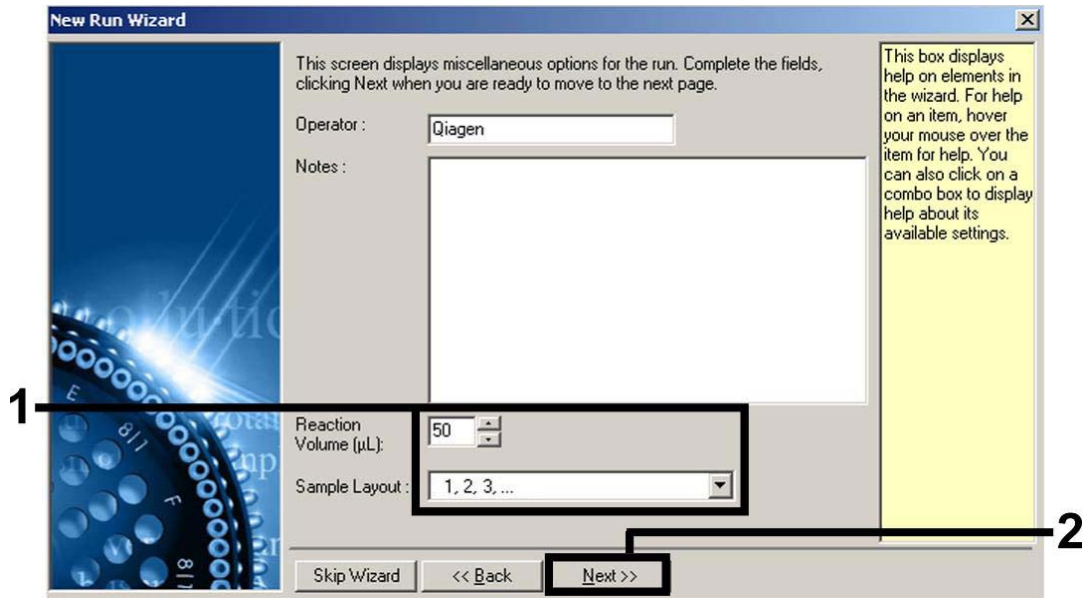 New Run Wizard
This screen displays miscellaneous options for the run. Complete the fields,
clicking Next when you are ready to move to the next page.
Operator :
Qiagen
Notes :
Reaction
Volume (µL):
50
Sample Layout :
1, 2, 3, ...
Skip Wizard
<< Back
Next >>
This box displays
help on elements in
the wizard. For help
on an item, hover
your mouse over the
item for help. You
can also click on a
combo box to display
help about its
available settings.
1
2
E
8/1
F
8/1